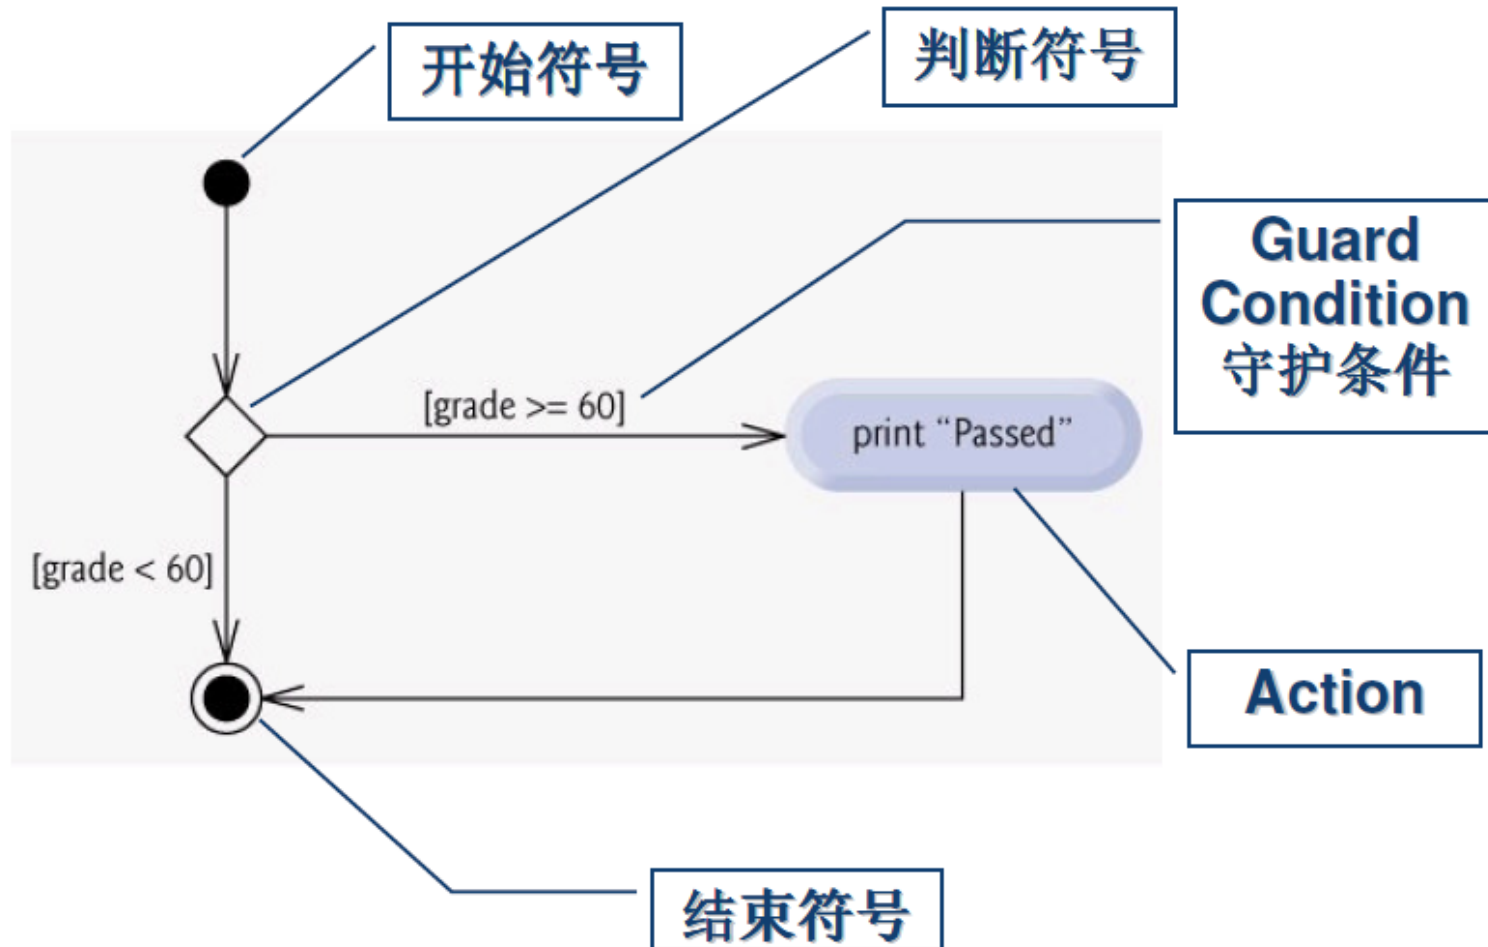 开始符号
判断符号
Guard
Condition
守护条件
[grade >= 60]
print “Passed”
[grade < 60]
Action
结束符号